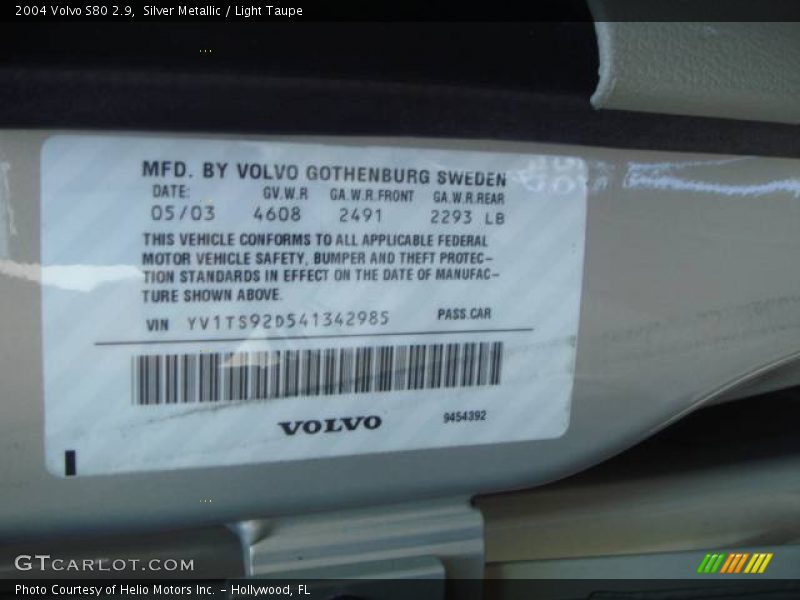 2004 Volvo S80 2.9,  Silver Metallic / Light Taupe
MFD. BY VOLVO GOTHENBURG SWEDEN
DATE: GV.W.R GA.W.R.FRONT GA.W.R.REAR
05/03 4608 2491 2293 LB
THIS VEHICLE CONFORMS TO ALL APPLICABLE FEDERAL
MOTOR VEHICLE SAFETY, BUMPER AND THEFT PROTEC-
TION STANDARDS IN EFFECT ON THE DATE OF MANUFAC-
TURE SHOWN ABOVE.
VIN YV1TS92D541342985 PASS.CAR
VOLVO 9454392
GTCARLOT.COM
Photo Courtesy of Helio Motors Inc. – Hollywood, FL